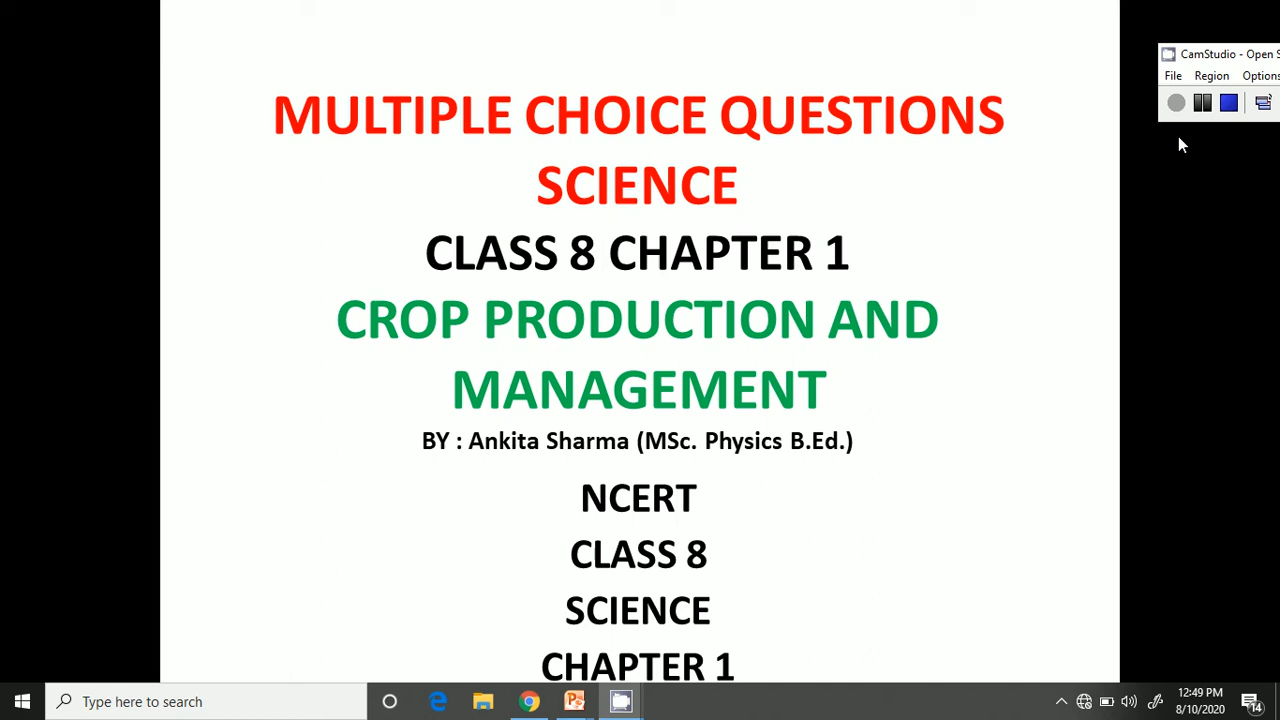 MULTIPLE CHOICE QUESTIONS
SCIENCE
CLASS 8 CHAPTER 1
CROP PRODUCTION AND
MANAGEMENT
BY : Ankita Sharma (MSc. Physics B.Ed.)
NCERT
CLASS 8
SCIENCE
CHAPTER 1
CamStudio - Open S
File Region Options
Type here to search
12:49 PM
8/10/2020
14